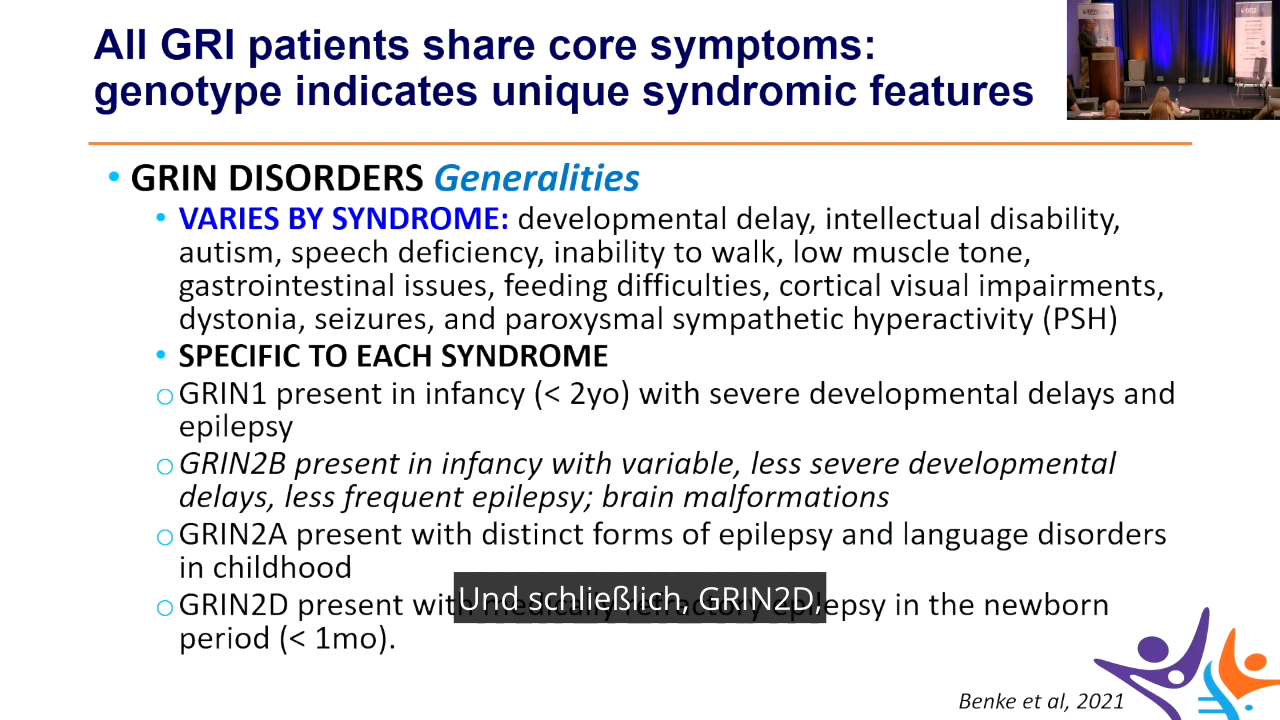 All GRI patients share core symptoms:
genotype indicates unique syndromic features
• GRIN DISORDERS Generalities
• VARIES BY SYNDROME: developmental delay, intellectual disability,
autism, speech deficiency, inability to walk, low muscle tone,
gastrointestinal issues, feeding difficulties, cortical visual impairments,
dystonia, seizures, and paroxysmal sympathetic hyperactivity (PSH)
• SPECIFIC TO EACH SYNDROME
o GRIN1 present in infancy (< 2yo) with severe developmental delays and
epilepsy
o GRIN2B present in infancy with variable, less severe developmental
delays, less frequent epilepsy; brain malformations
o GRIN2A present with distinct forms of epilepsy and language disorders
in childhood
o GRIN2D present with medically refractory epilepsy in the newborn
period (< 1mo).
Und schließlich, GRIN2D,
Benke et al, 2021